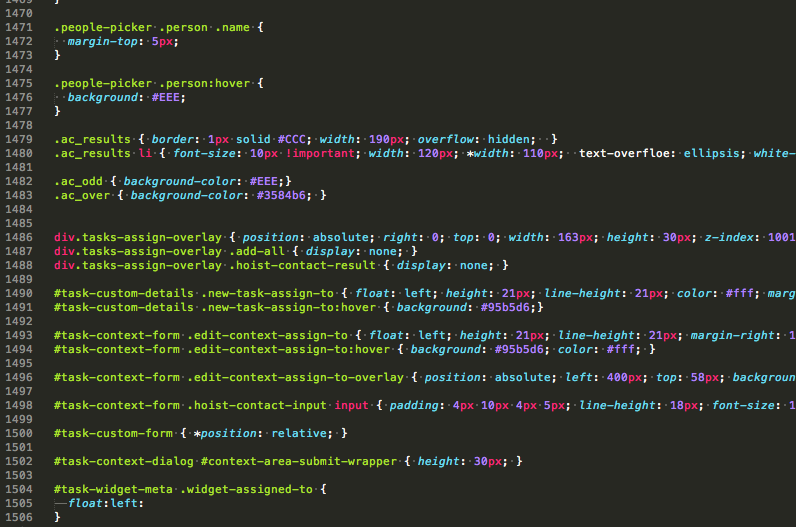 1469 }
1470
1471 .people-picker .person .name {
1472 margin-top: 5px;
1473 }
1474
1475 .people-picker .person:hover {
1476 background: #EEE;
1477 }
1478
1479 .ac_results { border: 1px solid #CCC; width: 190px; overflow: hidden; }
1480 .ac_results li { font-size: 10px !important; width: 120px; *width: 110px; text-overfloe: ellipsis; white-
1481
1482 .ac_odd { background-color: #EEE;}
1483 .ac_over { background-color: #3584b6; }
1484
1485
1486 div.tasks-assign-overlay { position: absolute; right: 0; top: 0; width: 163px; height: 30px; z-index: 1001
1487 div.tasks-assign-overlay .add-all { display: none; }
1488 div.tasks-assign-overlay .hoist-contact-result { display: none; }
1489
1490 #task-custom-details .new-task-assign-to { float: left; height: 21px; line-height: 21px; color: #fff; marg
1491 #task-custom-details .new-task-assign-to:hover { background: #95b5d6;}
1492
1493 #task-context-form .edit-context-assign-to { float: left; height: 21px; line-height: 21px; margin-right: 1
1494 #task-context-form .edit-context-assign-to:hover { background: #95b5d6; color: #fff; }
1495
1496 #task-context-form .edit-context-assign-to-overlay { position: absolute; left: 400px; top: 58px; backgroun
1497
1498 #task-context-form .hoist-contact-input input { padding: 4px 10px 4px 5px; line-height: 18px; font-size: 1
1499
1500 #task-custom-form { *position: relative; }
1501
1502 #task-context-dialog #context-area-submit-wrapper { height: 30px; }
1503
1504 #task-widget-meta .widget-assigned-to {
1505 float:left:
1506 }